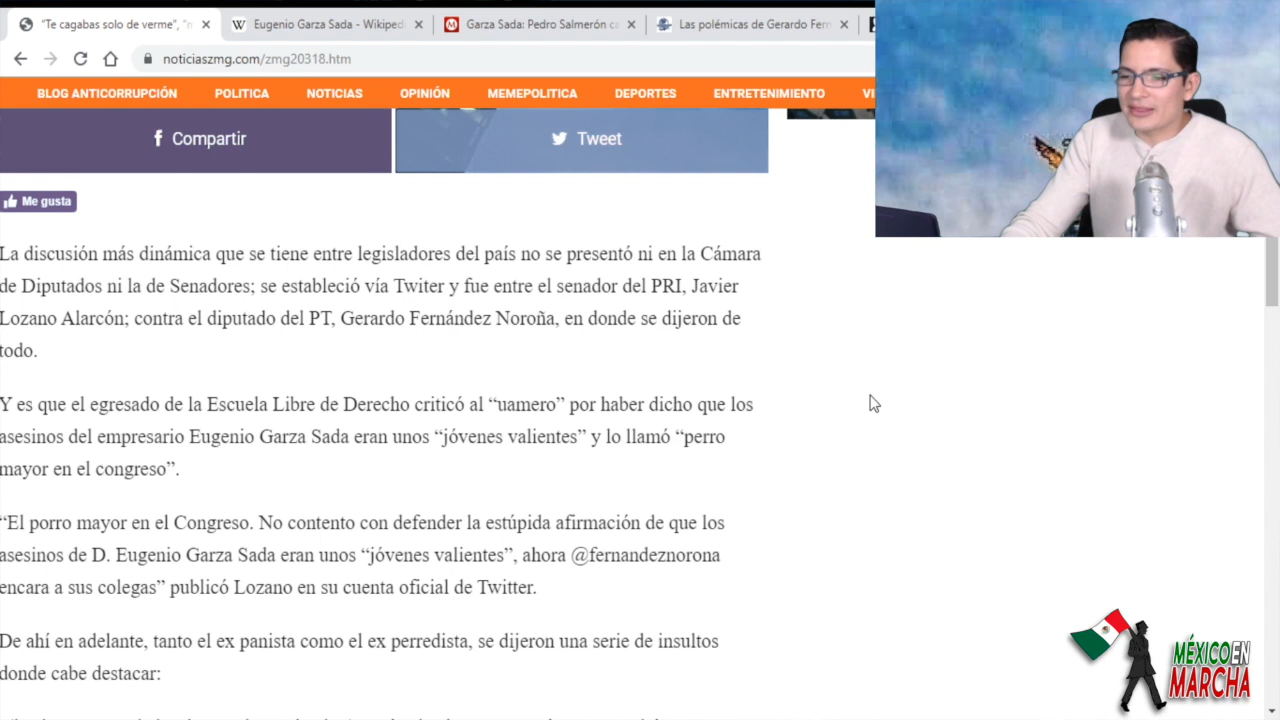 "Te cagabas solo de verme", "n
Eugenio Garza Sada - Wikiped
Garza Sada: Pedro Salmerón ca
Las polémicas de Gerardo Fern
noticiaszmg.com/zmg20318.htm
BLOG ANTICORRUPCIÓN POLITICA NOTICIAS OPINIÓN MEMEPOLITICA DEPORTES ENTRETENIMIENTO VI
Compartir
Tweet
Me gusta
La discusión más dinámica que se tiene entre legisladores del país no se presentó ni en la Cámara
de Diputados ni la de Senadores; se estableció vía Twiter y fue entre el senador del PRI, Javier
Lozano Alarcón; contra el diputado del PT, Gerardo Fernández Noroña, en donde se dijeron de
todo.
Y es que el egresado de la Escuela Libre de Derecho criticó al “uamero” por haber dicho que los
asesinos del empresario Eugenio Garza Sada eran unos “jóvenes valientes” y lo llamó “perro
mayor en el congreso”.
“El porro mayor en el Congreso. No contento con defender la estúpida afirmación de que los
asesinos de D. Eugenio Garza Sada eran unos “jóvenes valientes”, ahora @fernandeznorona
encara a sus colegas” publicó Lozano en su cuenta oficial de Twitter.
De ahí en adelante, tanto el ex panista como el ex perredista, se dijeron una serie de insultos
donde cabe destacar:
MÉXICO EN
MARCHA